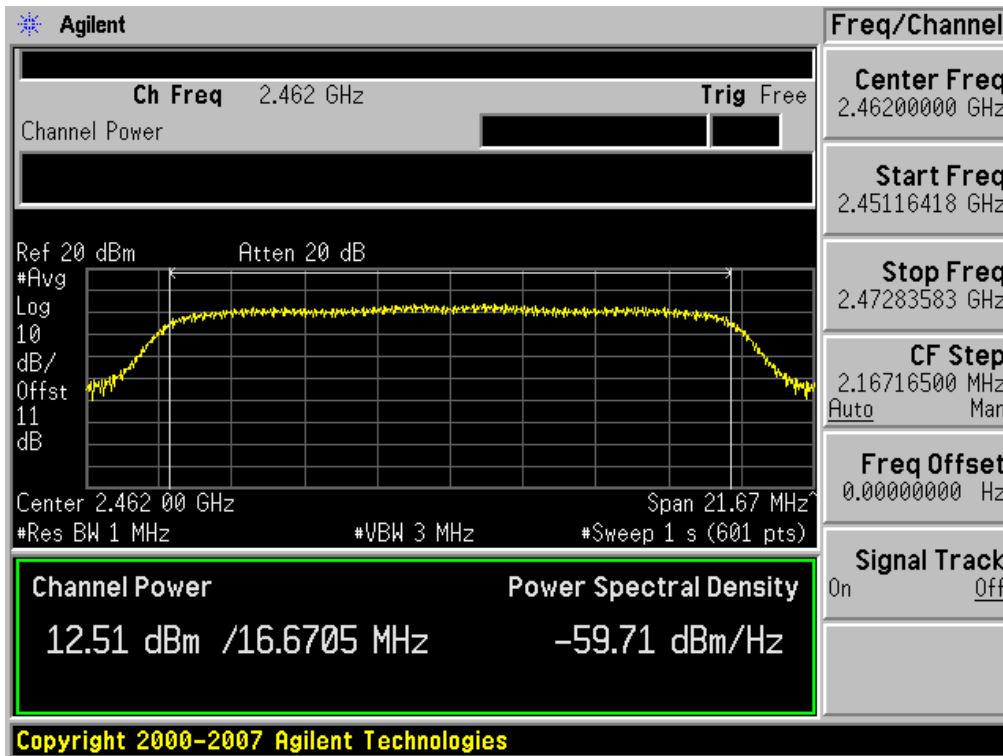 Agilent
Freq/Channel
Ch Freq 2.462 GHz Trig Free
Channel Power
Center Freq
2.46200000 GHz
Start Freq
2.45116418 GHz
Stop Freq
2.47283583 GHz
CF Step
2.16716500 MHz
Auto Man
Freq Offset
0.00000000 Hz
Signal Track
On Off
Ref 20 dBm Atten 20 dB
#Avg
Log
10
dB/
Offst
11
dB
Center 2.462 00 GHz Span 21.67 MHz^
#Res BW 1 MHz #VBW 3 MHz #Sweep 1 s (601 pts)
Channel Power Power Spectral Density
12.51 dBm /16.6705 MHz -59.71 dBm/Hz
Copyright 2000-2007 Agilent Technologies